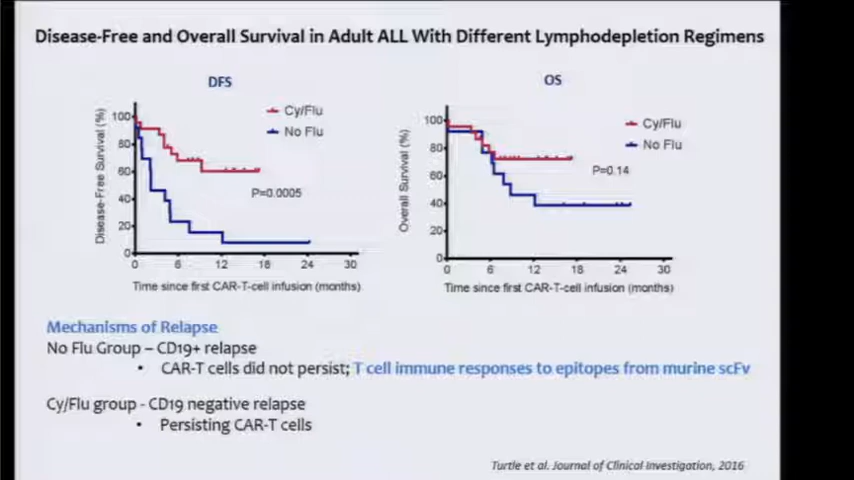 Disease-Free and Overall Survival in Adult ALL With Different Lymphodepletion Regimens
DFS
Disease-Free Survival (%)
100
80
60
40
20
0
Cy/Flu
No Flu
P=0.0005
0 6 12 18 24 30
Time since first CAR-T-cell infusion (months)
OS
Overall Survival (%)
100
80
60
40
20
0
Cy/Flu
No Flu
P=0.14
0 6 12 18 24 30
Time since first CAR-T-cell infusion (months)
Mechanisms of Relapse
No Flu Group – CD19+ relapse
• CAR-T cells did not persist; T cell immune responses to epitopes from murine scFv
Cy/Flu group - CD19 negative relapse
• Persisting CAR-T cells
Turtle et al. Journal of Clinical Investigation, 2016